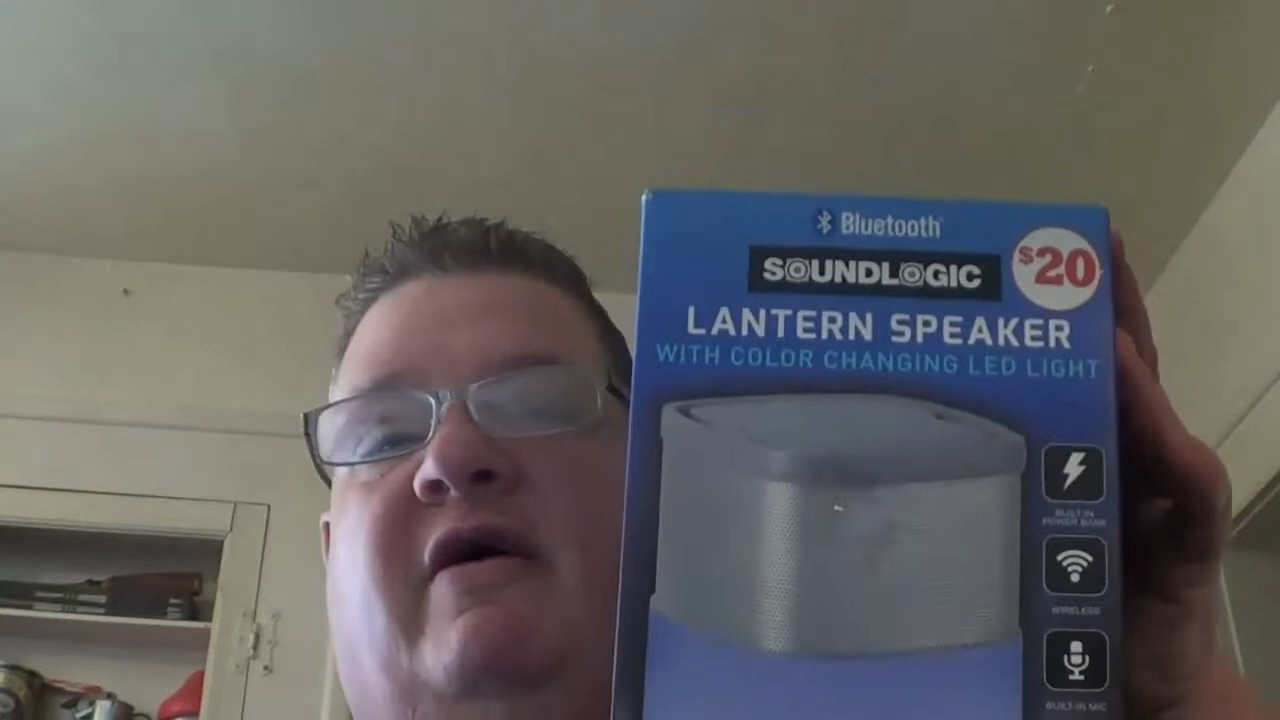 Bluetooth
SOUNDLOGIC
$20
LANTERN SPEAKER
WITH COLOR CHANGING LED LIGHT
BUILT-IN
POWER BANK
WIRELESS
BUILT-IN MIC